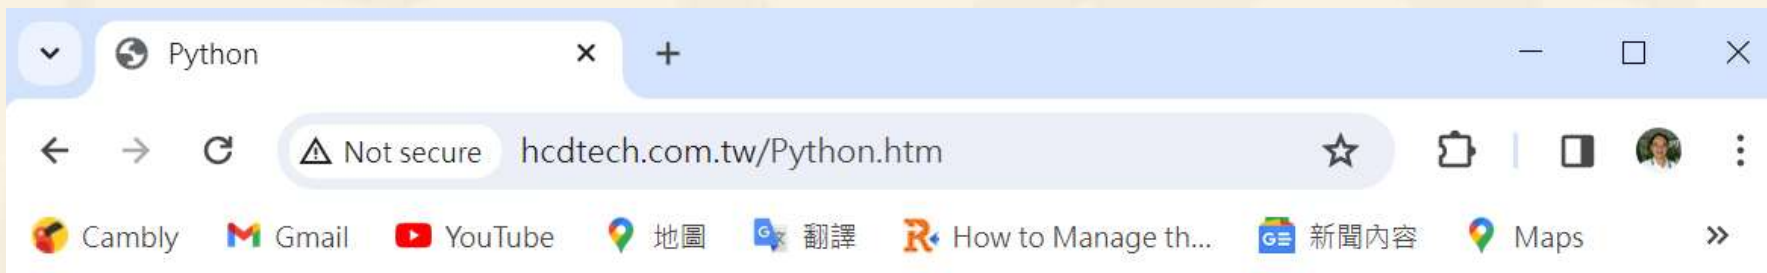 Python
Not secure hcdtech.com.tw/Python.htm
Cambly Gmail YouTube 地圖 翻譯 How to Manage th... 新聞內容 Maps